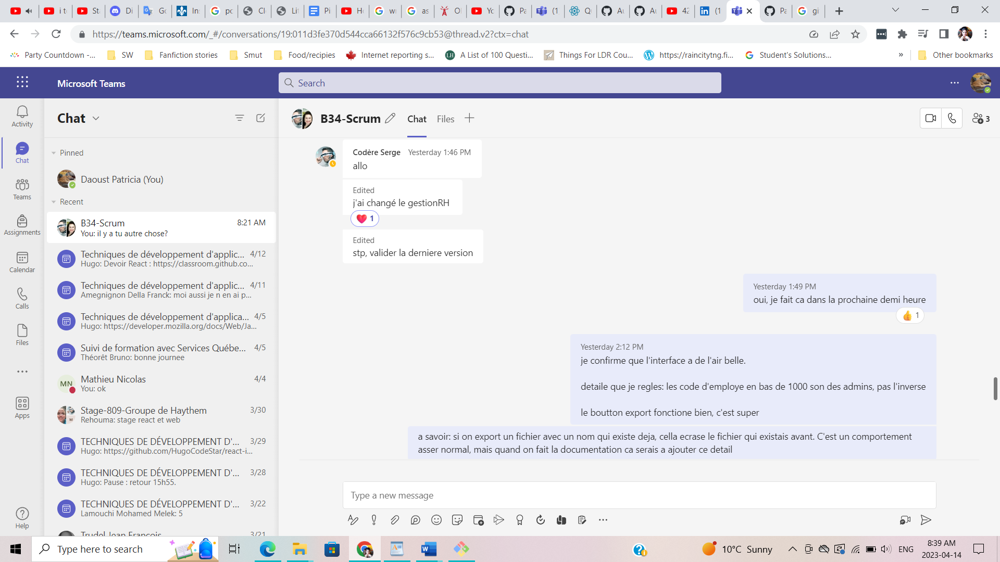 https://teams.microsoft.com/_#/conversations/19:011d3fe370d544cca66132f576c9cb53@thread.v2?ctx=chat
Party Countdown -...
SW
Fanfiction stories
Smut
Food/recipies
Internet reporting s...
A List of 100 Questi...
Things For LDR Cou...
https://raincitytng.fi...
Student's Solutions...
»
Other bookmarks
Microsoft Teams
Search
Activity
Chat
Teams
Assignments
Calendar
Calls
Files
Apps
Help
Chat
Pinned
Daoust Patricia (You)
Recent
B34-Scrum 8:21 AM
You: il y a tu autre chose?
Techniques de développement d'applic... 4/12
Hugo: Devoir React : https://classroom.github.co...
Techniques de développement d'applic... 4/11
Amegnignon Della Franck: moi aussi je n en ai p...
Techniques de développement d'applica... 4/5
Hugo: https://developer.mozilla.org/docs/Web/Ja...
Suivi de formation avec Services Québe... 4/5
Théorêt Bruno: bonne journee
MN
Mathieu Nicolas 4/4
You: ok
Stage-809-Groupe de Haythem 3/30
Rehouma: stage react et web
TECHNIQUES DE DÉVELOPPEMENT D'... 3/29
Hugo: https://github.com/HugoCodeStar/react-i...
TECHNIQUES DE DÉVELOPPEMENT D'... 3/28
Hugo: Pause : retour 15h55.
TECHNIQUES DE DÉVELOPPEMENT D'... 3/22
Lamouchi Mohamed Melek: 5
Trudel Jean François 3/21
B34-Scrum
Chat
Files
3
Codère Serge Yesterday 1:46 PM
allo
Edited
j'ai changé le gestionRH
1
Edited
stp, valider la derniere version
Yesterday 1:49 PM
oui, je fait ca dans la prochaine demi heure
1
Yesterday 2:12 PM
je confirme que l'interface a de l'air belle.
detaile que je regles: les code d'employe en bas de 1000 son des admins, pas l'inverse
le boutton export fonctione bien, c'est super
a savoir: si on export un fichier avec un nom qui existe deja, cella ecrase le fichier qui existais avant. C'est un comportement
asser normal, mais quand on fait la documentation ca serais a ajouter ce detail
Type a new message
Type here to search
10°C Sunny
ENG
8:39 AM
2023-04-14